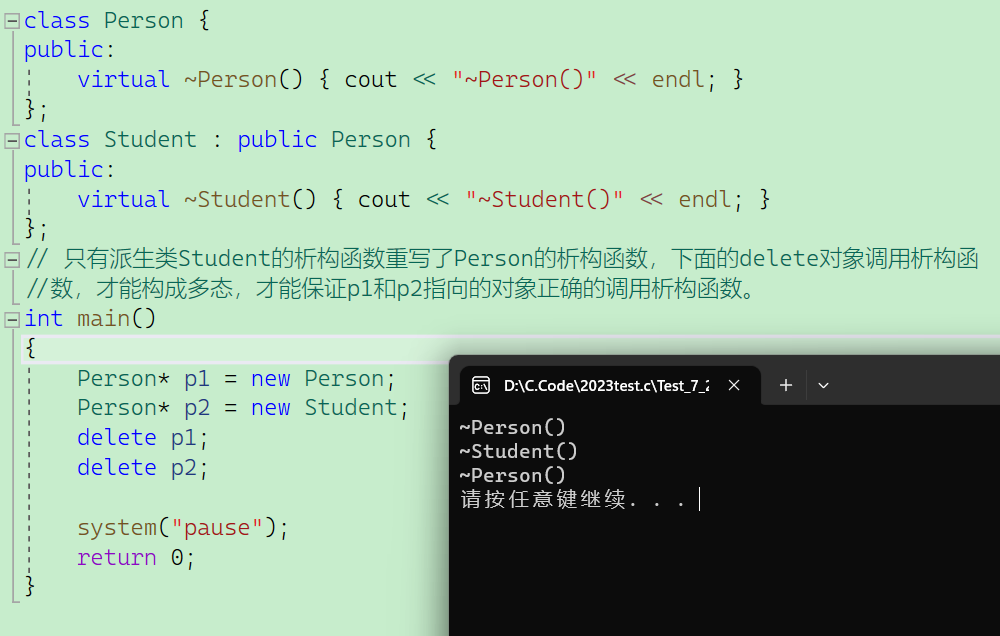 class Person {
public:
    virtual ~Person() { cout << "~Person()" << endl; }
};
class Student : public Person {
public:
    virtual ~Student() { cout << "~Student()" << endl; }
};
// 只有派生类Student的析构函数重写了Person的析构函数，下面的delete对象调用析构函
//数，才能构成多态，才能保证p1和p2指向的对象正确的调用析构函数。
int main()
{
    Person* p1 = new Person;
    Person* p2 = new Student;
    delete p1;
    delete p2;
    system("pause");
    return 0;
}
D:\C.Code\2023test.c\Test_7_2
~Person()
~Student()
~Person()
请按任意键继续. . .